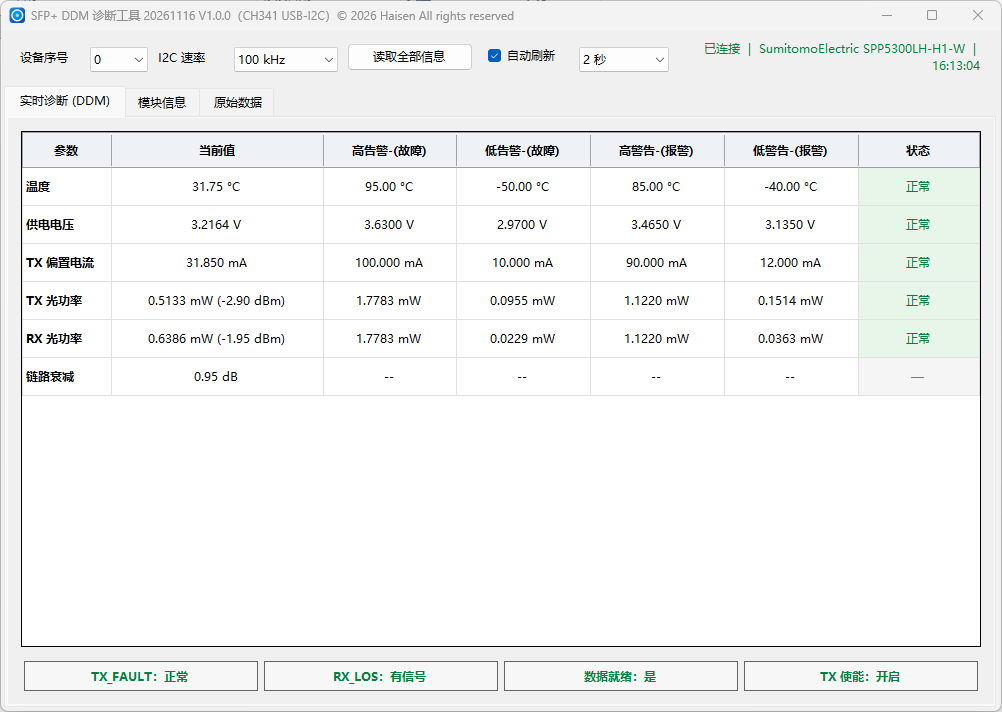 SFP+ DDM 诊断工具 20261116 V1.0.0（CH341 USB-I2C）© 2026 Haisen All rights reserved
设备序号 0 I2C 速率 100 kHz 读取全部信息 自动刷新 2 秒 已连接 | SumitomoElectric SPP5300LH-H1-W |
16:13:04
实时诊断 (DDM) 模块信息 原始数据
参数 当前值 高告警-(故障) 低告警-(故障) 高警告-(报警) 低警告-(报警) 状态
温度 31.75 °C 95.00 °C -50.00 °C 85.00 °C -40.00 °C 正常
供电电压 3.2164 V 3.6300 V 2.9700 V 3.4650 V 3.1350 V 正常
TX 偏置电流 31.850 mA 100.000 mA 10.000 mA 90.000 mA 12.000 mA 正常
TX 光功率 0.5133 mW (-2.90 dBm) 1.7783 mW 0.0955 mW 1.1220 mW 0.1514 mW 正常
RX 光功率 0.6386 mW (-1.95 dBm) 1.7783 mW 0.0229 mW 1.1220 mW 0.0363 mW 正常
链路衰减 0.95 dB -- -- -- -- —
TX_FAULT: 正常 RX_LOS: 有信号 数据就绪: 是 TX 使能: 开启